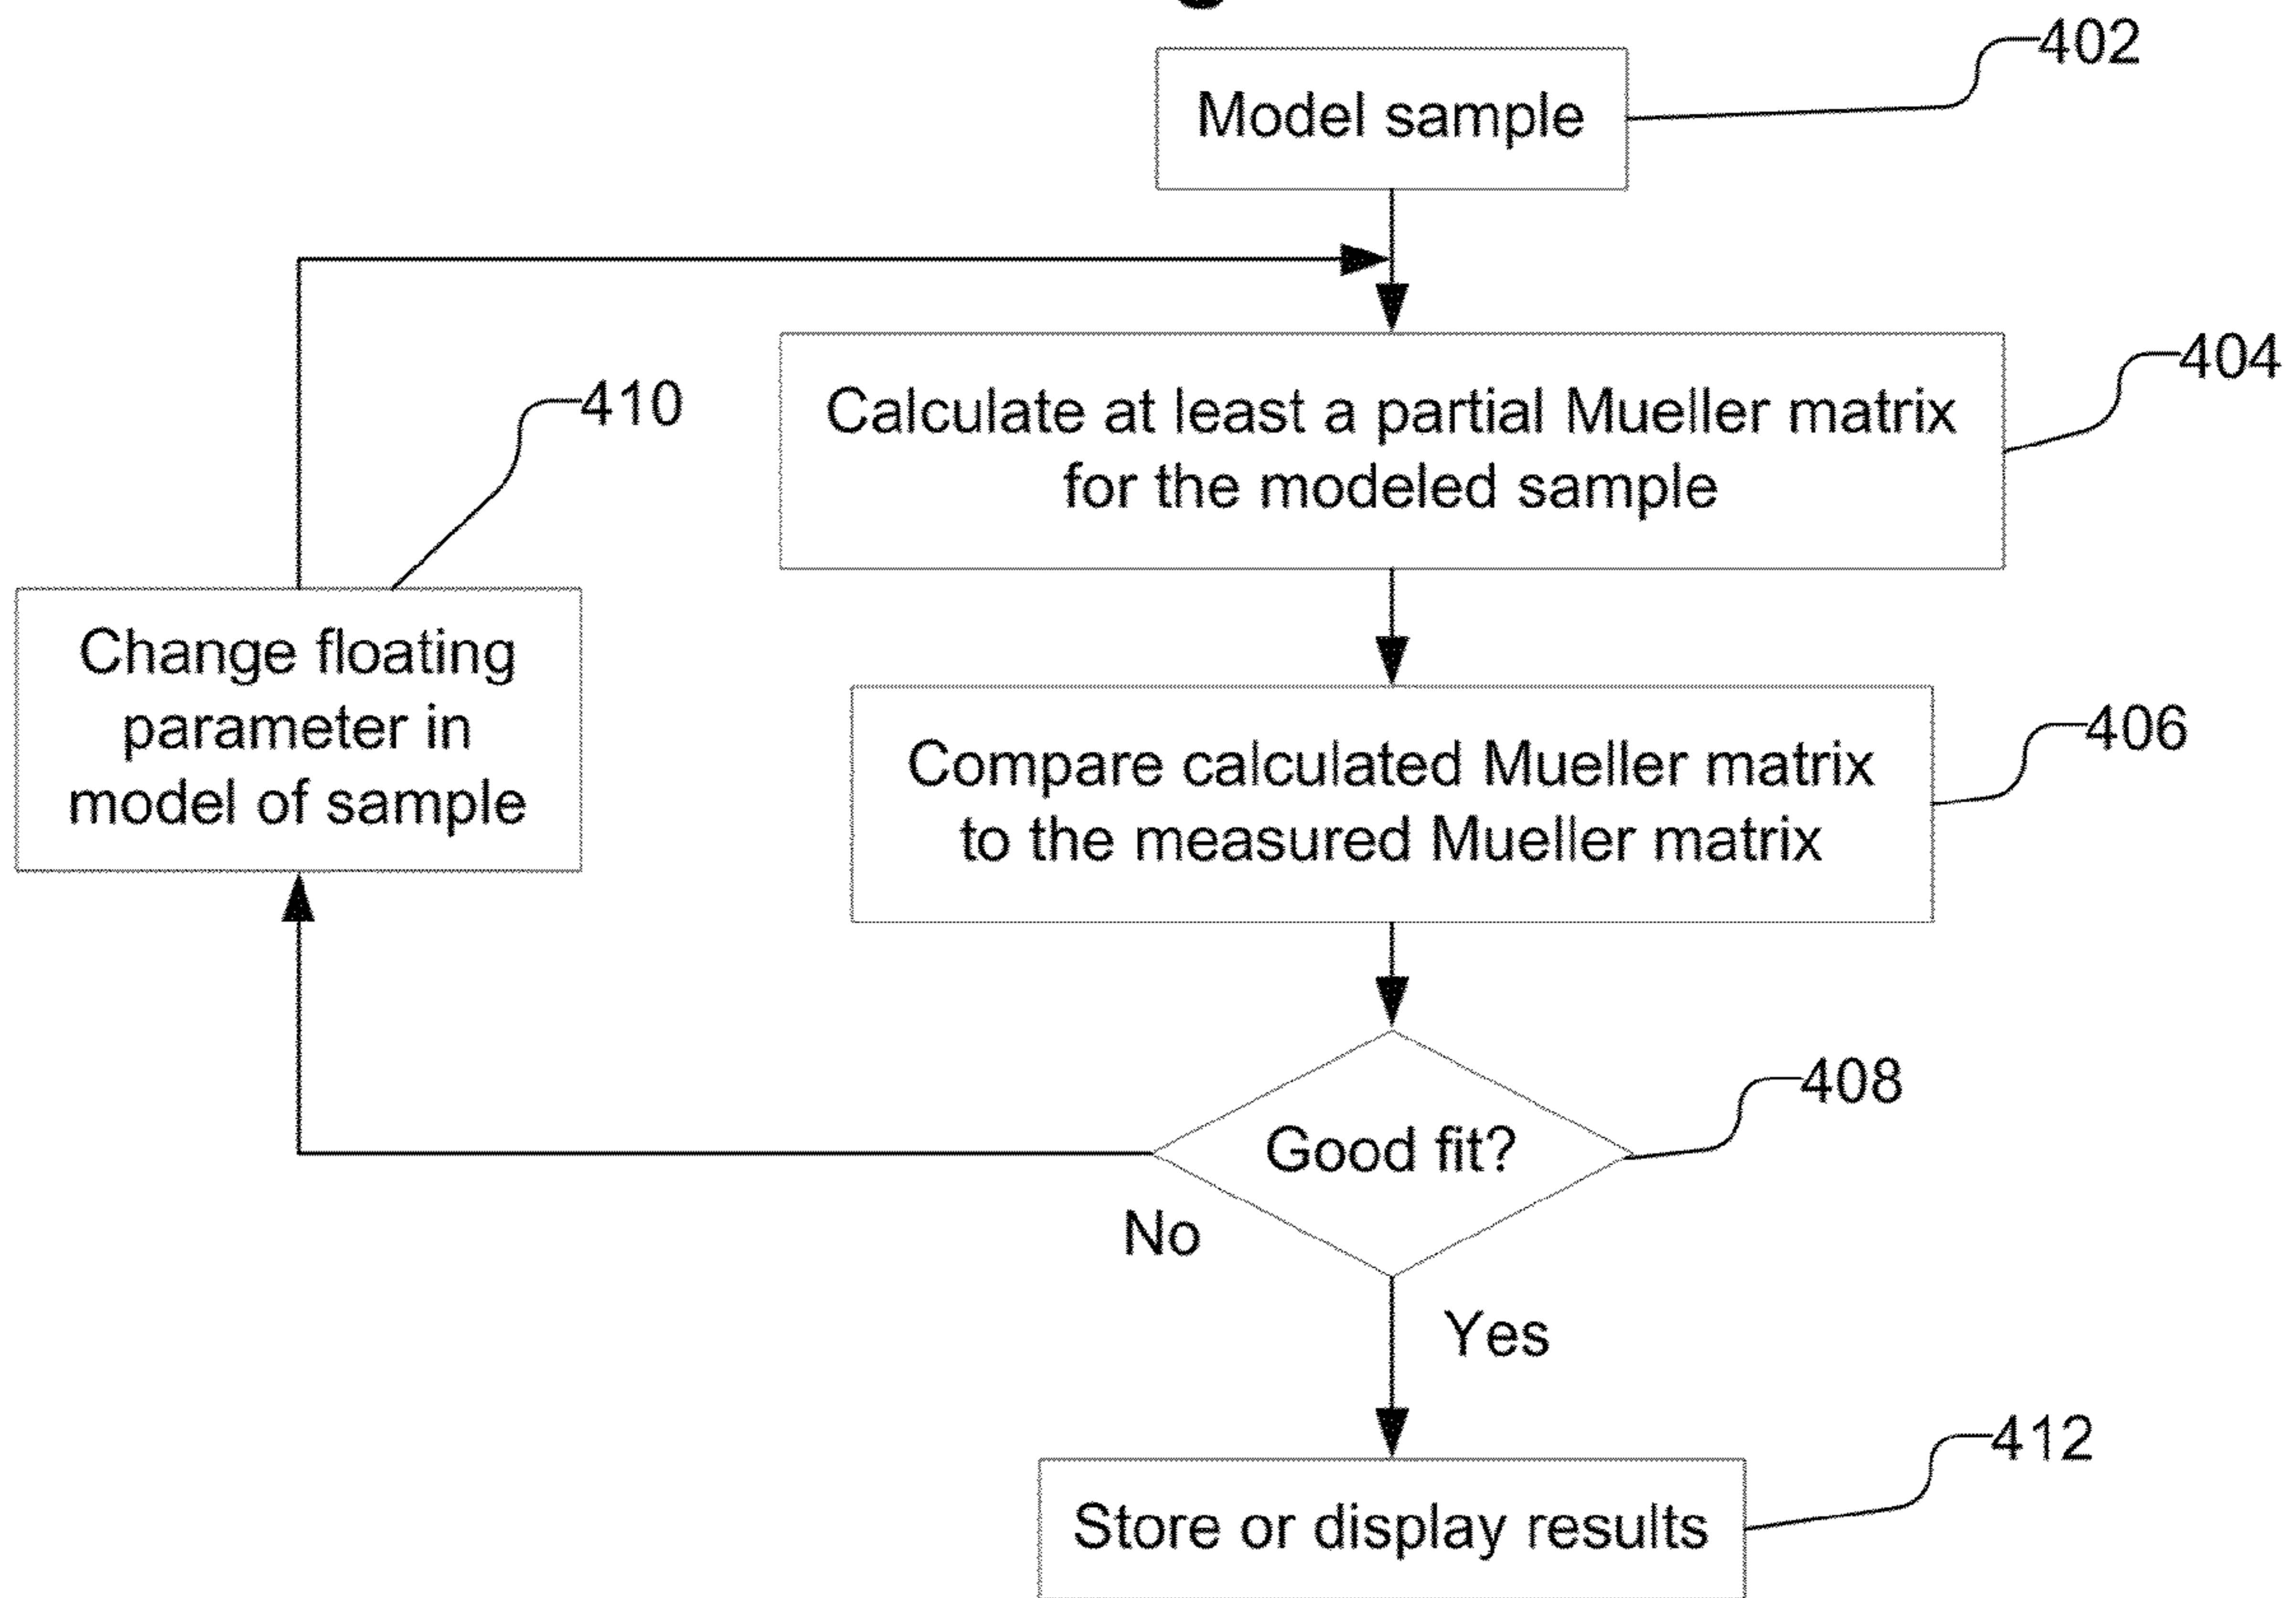 402
Model sample
404
Calculate at least a partial Mueller matrix
for the modeled sample
410
Change floating
parameter in
model of sample
406
Compare calculated Mueller matrix
to the measured Mueller matrix
408
Good fit?
No
Yes
412
Store or display results